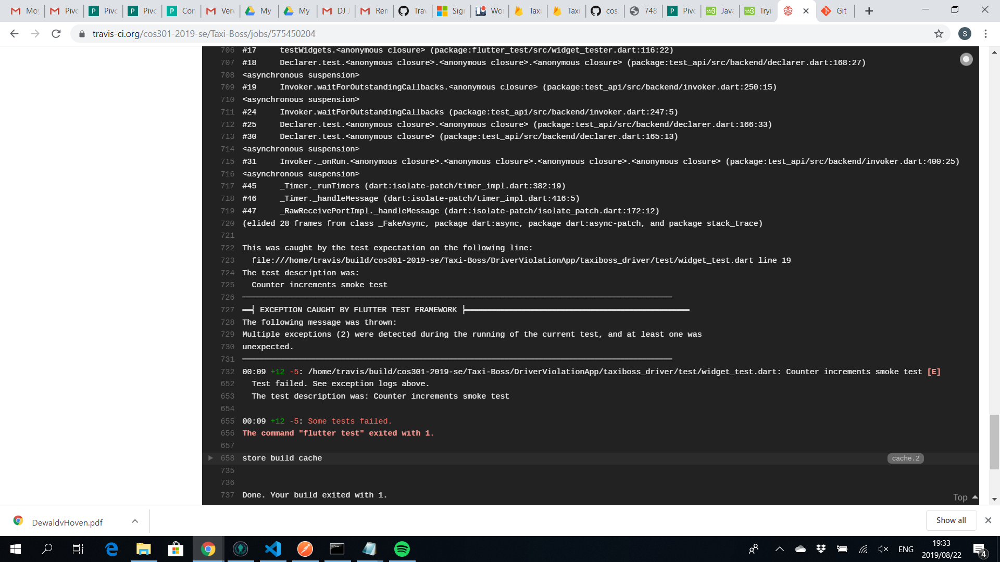 Mo
Pivo
Pivo
Pivo
Con
Ver
My
My
DJ J
Ren
Trav
Sign
Wo
Taxi
Taxi
cos
748
Pivo
Java
Tryi
Git
travis-ci.org/cos301-2019-se/Taxi-Boss/jobs/575450204
S
706 #17 testWidgets.<anonymous closure> (package:flutter_test/src/widget_tester.dart:116:22)
707 #18 Declarer.test.<anonymous closure>.<anonymous closure>.<anonymous closure> (package:test_api/src/backend/declarer.dart:168:27)
708 <asynchronous suspension>
709 #19 Invoker.waitForOutstandingCallbacks.<anonymous closure> (package:test_api/src/backend/invoker.dart:250:15)
710 <asynchronous suspension>
711 #24 Invoker.waitForOutstandingCallbacks (package:test_api/src/backend/invoker.dart:247:5)
712 #25 Declarer.test.<anonymous closure>.<anonymous closure> (package:test_api/src/backend/declarer.dart:166:33)
713 #30 Declarer.test.<anonymous closure> (package:test_api/src/backend/declarer.dart:165:13)
714 <asynchronous suspension>
715 #31 Invoker._onRun.<anonymous closure>.<anonymous closure>.<anonymous closure>.<anonymous closure> (package:test_api/src/backend/invoker.dart:400:25)
716 <asynchronous suspension>
717 #45 _Timer._runTimers (dart:isolate-patch/timer_impl.dart:382:19)
718 #46 _Timer._handleMessage (dart:isolate-patch/timer_impl.dart:416:5)
719 #47 _RawReceivePortImpl._handleMessage (dart:isolate-patch/isolate_patch.dart:172:12)
720 (elided 28 frames from class _FakeAsync, package dart:async, package dart:async-patch, and package stack_trace)
721
722 This was caught by the test expectation on the following line:
723 file:///home/travis/build/cos301-2019-se/Taxi-Boss/DriverViolationApp/taxiboss_driver/test/widget_test.dart line 19
724 The test description was:
725 Counter increments smoke test
726 ════════════════════════════════════════
727 ══╡ EXCEPTION CAUGHT BY FLUTTER TEST FRAMEWORK ╞════════════════════
728 The following message was thrown:
729 Multiple exceptions (2) were detected during the running of the current test, and at least one was
730 unexpected.
731 ════════════════════════════════════════
732 00:09 +12 -5: /home/travis/build/cos301-2019-se/Taxi-Boss/DriverViolationApp/taxiboss_driver/test/widget_test.dart: Counter increments smoke test [E]
652 Test failed. See exception logs above.
653 The test description was: Counter increments smoke test
654
655 00:09 +12 -5: Some tests failed.
656 The command "flutter test" exited with 1.
657
658 store build cache cache.2
735
736
737 Done. Your build exited with 1.
Top
DewaldvHoven.pdf
Show all
ENG
19:33
2019/08/22
4